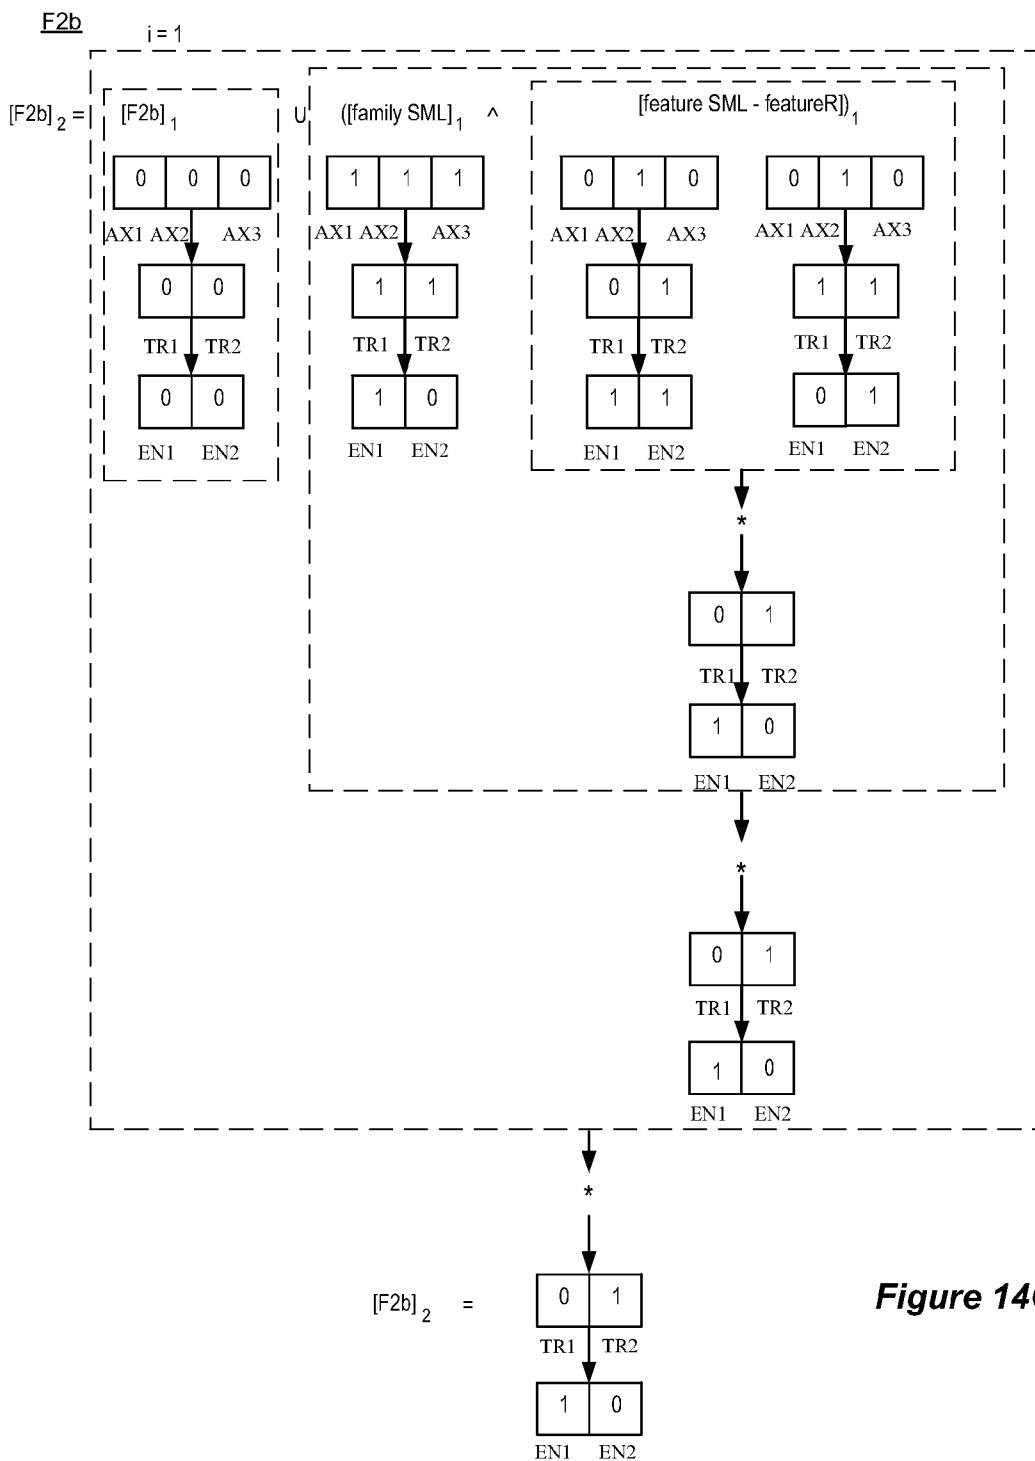 F2b
i = 1
[F2b]2 = [F2b]1 U ([family SML]1 ^ [feature SML - featureR])1
0 0 0 1 1 1 0 1 0 0 1 0
AX1 AX2 AX3 AX1 AX2 AX3 AX1 AX2 AX3 AX1 AX2 AX3
0 0 1 1 0 1 1 1
TR1 TR2 TR1 TR2 TR1 TR2 TR1 TR2
0 0 1 0 1 1 0 1
EN1 EN2 EN1 EN2 EN1 EN2 EN1 EN2
*
0 1
TR1 TR2
1 0
EN1 EN2
*
0 1
TR1 TR2
1 0
EN1 EN2
*
[F2b]2 = 0 1
TR1 TR2
1 0
EN1 EN2
Figure 14